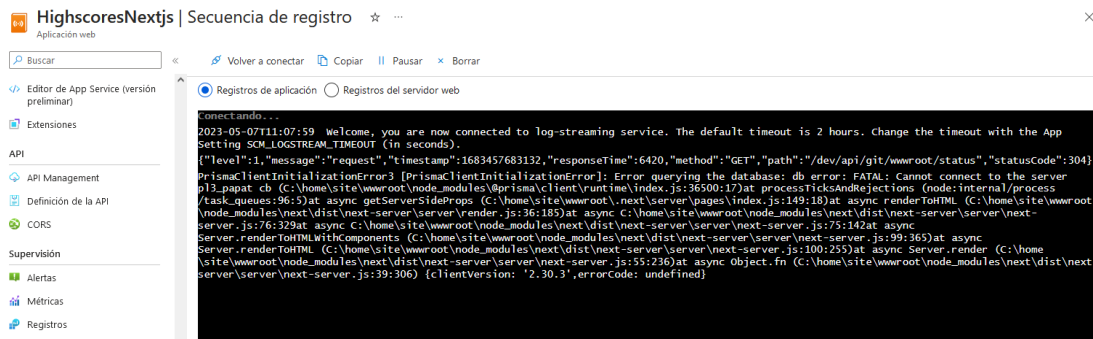 HighscoresNextjs | Secuencia de registro
Aplicación web
Buscar
Volver a conectar Copiar Pausar Borrar
Editor de App Service (versión
preliminar)
Extensiones
API
API Management
Definición de la API
CORS
Supervisión
Alertas
Métricas
Registros
Registros de aplicación Registros del servidor web
Conectando...
2023-05-07T11:07:59 Welcome, you are now connected to log-streaming service. The default timeout is 2 hours. Change the timeout with the App
Setting SCM_LOGSTREAM_TIMEOUT (in seconds).
{"level":1,"message":"request","timestamp":1683457683132,"responseTime":6420,"method":"GET","path":"/dev/api/git/wwwroot/status","statusCode":304}
PrismaClientInitializationError3 [PrismaClientInitializationError]: Error querying the database: db error: FATAL: Cannot connect to the server
pl3_papat cb (C:\home\site\wwwroot\node_modules\@prisma\client\runtime\index.js:36500:17)at processTicksAndRejections (node:internal/process
/task_queues:96:5)at async getServerSideProps (C:\home\site\wwwroot\.next\server\pages\index.js:149:18)at async renderToHTML (C:\home\site\wwwroot
\node_modules\next\dist\next-server\server\render.js:36:185)at async C:\home\site\wwwroot\node_modules\next\dist\next-server\server\next-
server.js:76:329at async C:\home\site\wwwroot\node_modules\next\dist\next-server\server\next-server.js:75:142at async
Server.renderToHTMLWithComponents (C:\home\site\wwwroot\node_modules\next\dist\next-server\server\next-server.js:99:365)at async
Server.renderToHTML (C:\home\site\wwwroot\node_modules\next\dist\next-server\server\next-server.js:100:255)at async Server.render (C:\home
\site\wwwroot\node_modules\next\dist\next-server\server\next-server.js:55:236)at async Object.fn (C:\home\site\wwwroot\node_modules\next\dist\next-
server\server\next-server.js:39:306) {clientVersion: '2.30.3',errorCode: undefined}